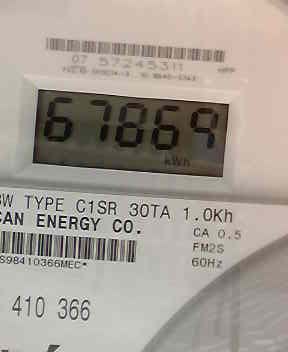 07 57245311
67869
kWh
W TYPE C1SR 30TA 1.0Kh
CAN ENERGY CO.
CA 0.5
FM2S
S98410366MEC*
60Hz
410 366